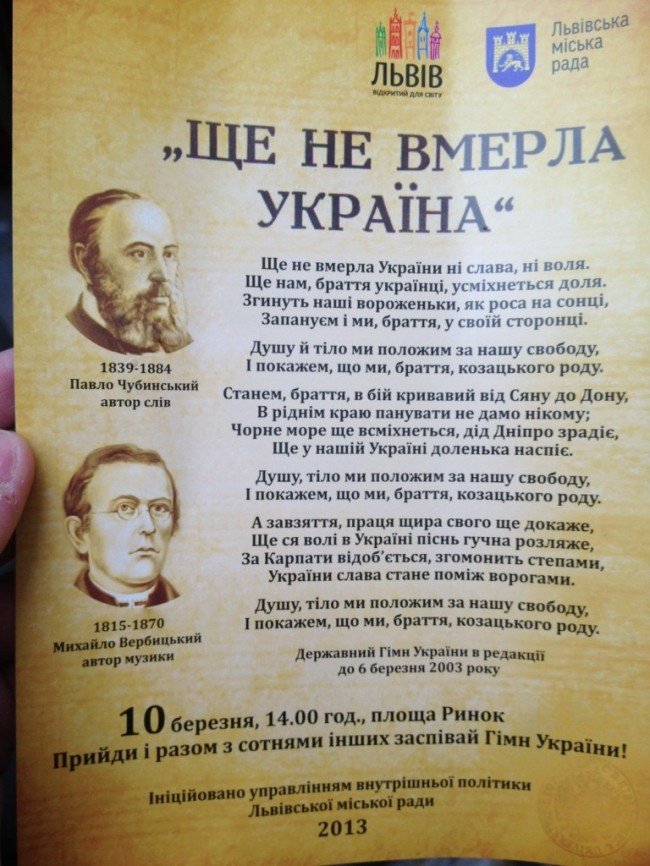 ЛЬВІВ
ВІДКРИТИЙ ДЛЯ СВІТУ
Львівська
міська
рада
„ЩЕ НЕ ВМЕРЛА
УКРАЇНА“
Ще не вмерла України ні слава, ні воля.
Ще нам, браття українці, усміхнеться доля.
Згинуть наші вороженьки, як роса на сонці,
Запануєм і ми, браття, у своїй сторонці.
Душу й тіло ми положим за нашу свободу,
І покажем, що ми, браття, козацького роду.
Станем, браття, в бій кривавий від Сяну до Дону,
В ріднім краю панувати не дамо нікому;
Чорне море ще всміхнеться, дід Дніпро зрадіє,
Ще у нашій Україні доленька наспіє.
Душу, тіло ми положим за нашу свободу,
І покажем, що ми, браття, козацького роду.
А завзяття, праця щира свого ще докаже,
Ще ся волі в Україні піснь гучна розляже,
За Карпати відоб’ється, згомонить степами,
України слава стане поміж ворогами.
Душу, тіло ми положим за нашу свободу,
І покажем, що ми, браття, козацького роду.
Державний Гімн України в редакції
до 6 березня 2003 року
1839-1884
Павло Чубинський
автор слів
1815-1870
Михайло Вербицький
автор музики
10 березня, 14.00 год., площа Ринок
Прийди і разом з сотнями інших заспівай Гімн України!
Ініційовано управлінням внутрішньої політики
Львівської міської ради
2013